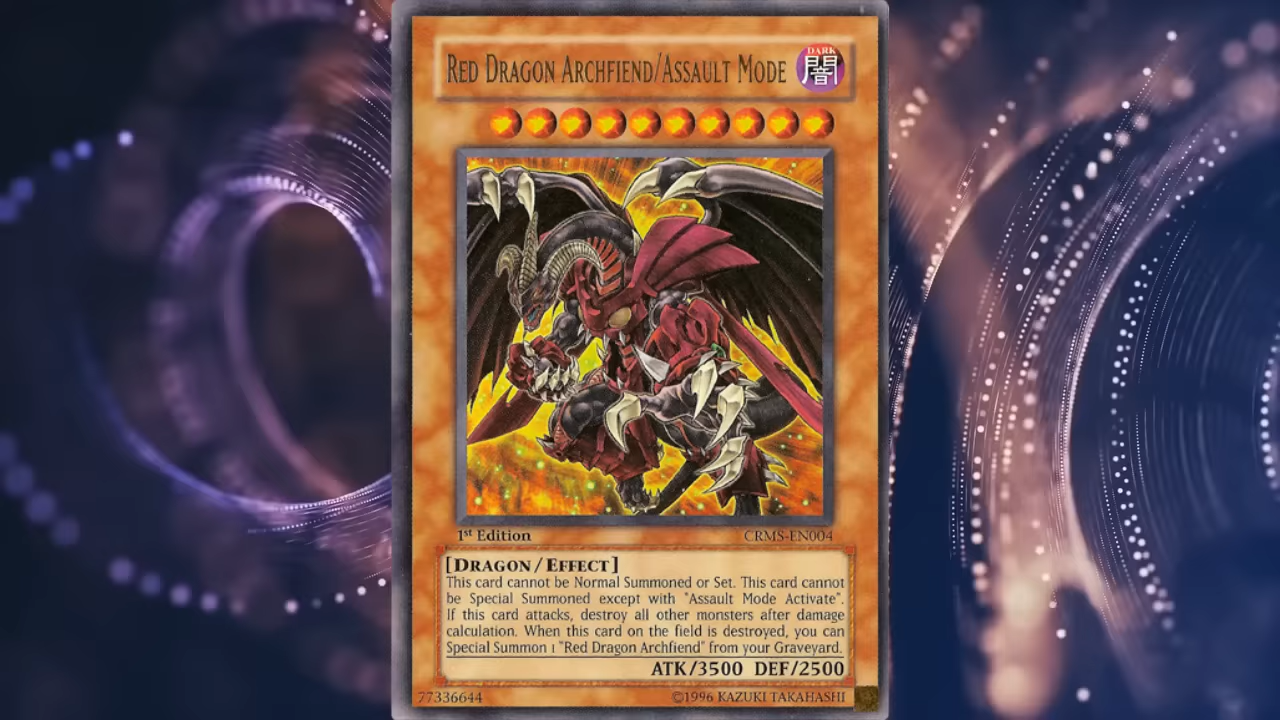 RED DRAGON ARCHFIEND/ASSAULT MODE
DARK
闇
1st Edition
CRMS-EN004
[DRAGON/EFFECT]
This card cannot be Normal Summoned or Set. This card cannot
be Special Summoned except with "Assault Mode Activate".
If this card attacks, destroy all other monsters after damage
calculation. When this card on the field is destroyed, you can
Special Summon 1 "Red Dragon Archfiend" from your Graveyard.
ATK/3500 DEF/2500
77336644
©1996 KAZUKI TAKAHASHI